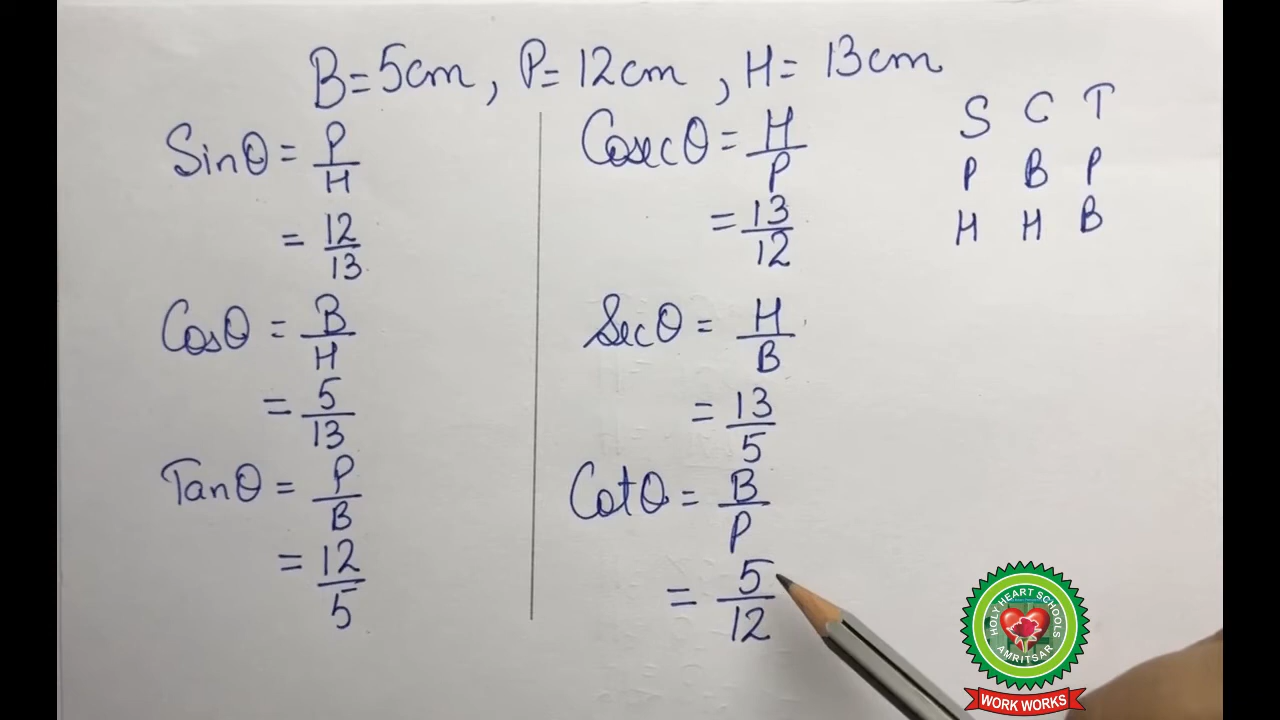 B = 5cm, P = 12cm, H = 13cm
Sinθ = P/H
= 12/13
Cosθ = B/H
= 5/13
Tanθ = P/B
= 12/5
Cosecθ = H/P
= 13/12
Secθ = H/B
= 13/5
Cotθ = B/P
= 5/12
S C T
P B P
H H B
HOLY HEART SCHOOLS
AMRITSAR
WORK WORKS